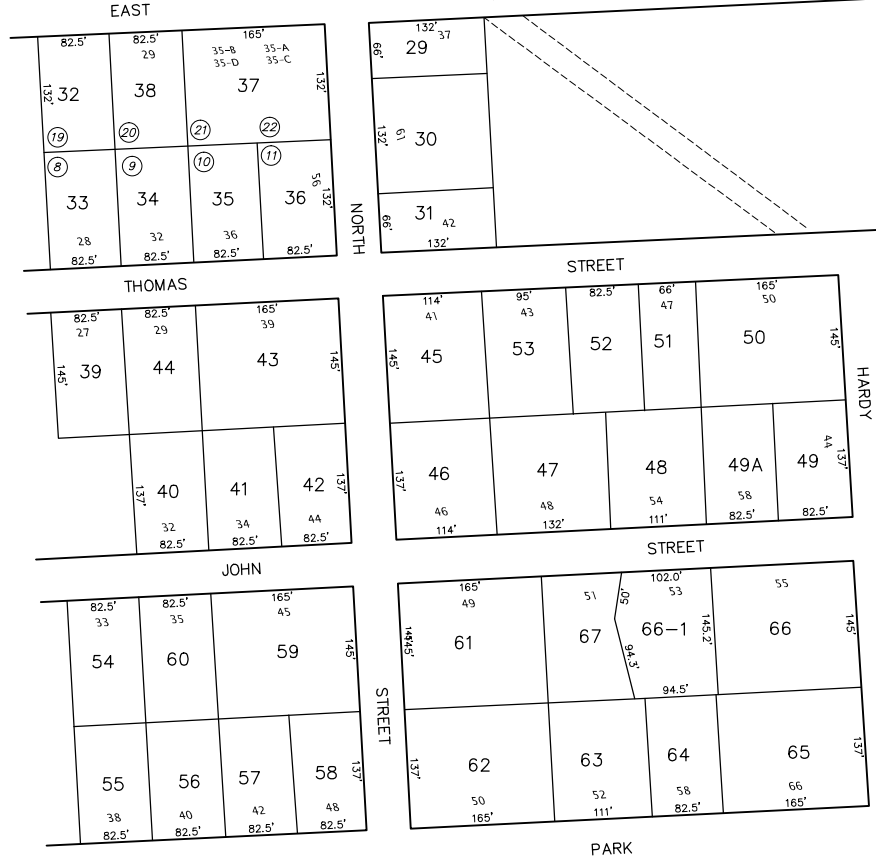 EAST
82.5' 82.5' 165' 132'
29 35-B 35-A 29 37
35-D 35-C
66'
132' 32 38 37 132'
19 20 21 22
132' 61 30
8 9 10 11
33 34 35 36 56 132'
31 42
66'
28 32 36
82.5' 82.5' 82.5' 82.5' 132'
NORTH
THOMAS STREET
82.5' 82.5' 165' 114' 95' 82.5' 66' 165'
27 29 39 41 43 47 50
145' 39 44 43 145' 145' 45 53 52 51 50 145'
HARDY
137' 40 41 42 137' 137' 46 47 48 49A 49 44 137'
32 34 44 46 48 54 58
82.5' 82.5' 82.5' 114' 132' 111' 82.5' 82.5'
JOHN STREET
82.5' 82.5' 165' 165' 102.0'
33 35 45 49 51 50' 53 55
54 60 59 145' 145' 61 67 66-1 145.2' 66 145'
94.3'
94.5'
STREET
55 56 57 58 137' 137' 62 63 64 65 137'
38 40 42 48 50 52 58 66
82.5' 82.5' 82.5' 82.5' 165' 111' 82.5' 165'
PARK